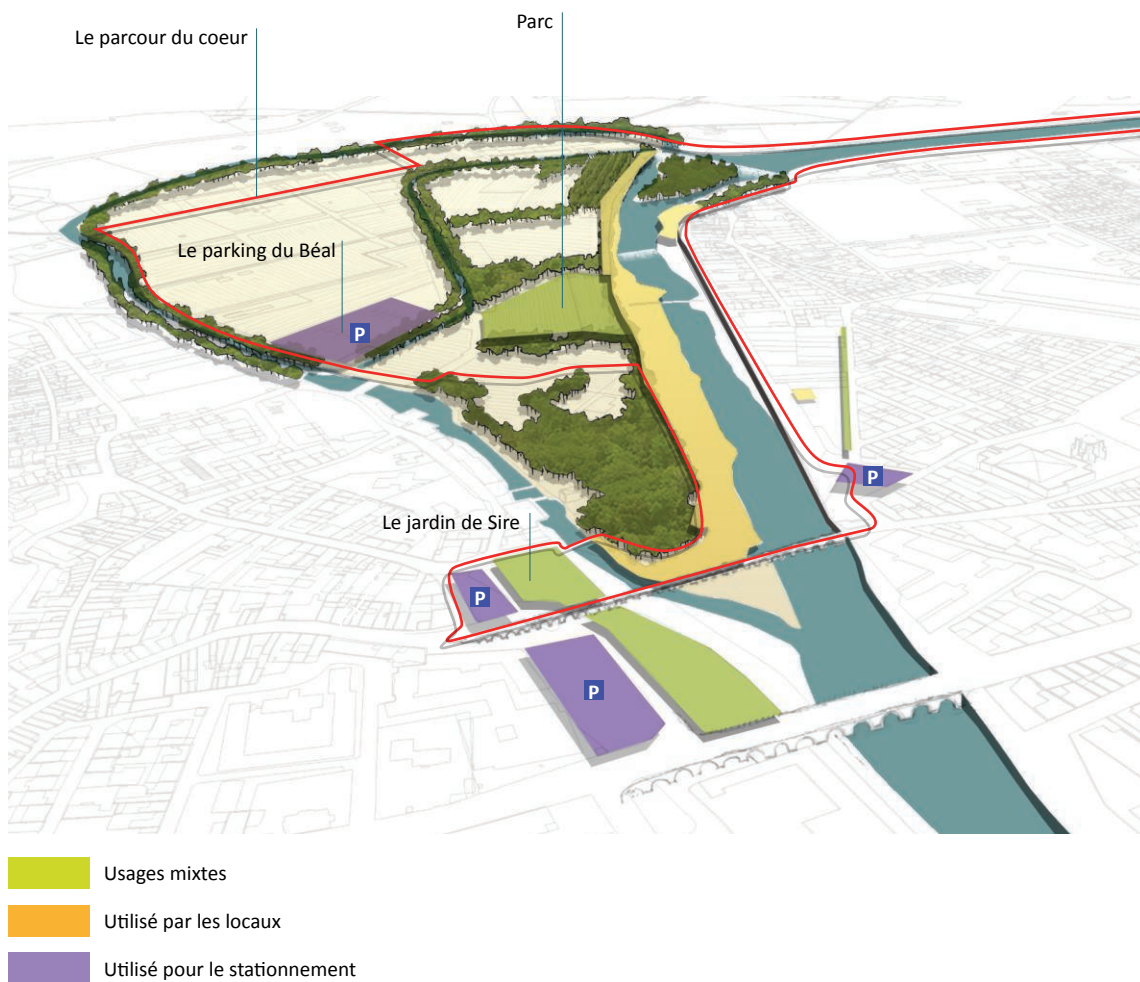 Parc
Le parcour du coeur
Le parking du Béal
P
P
Le jardin de Sire
P
P
Usages mixtes
Utilisé par les locaux
Utilisé pour le stationnement